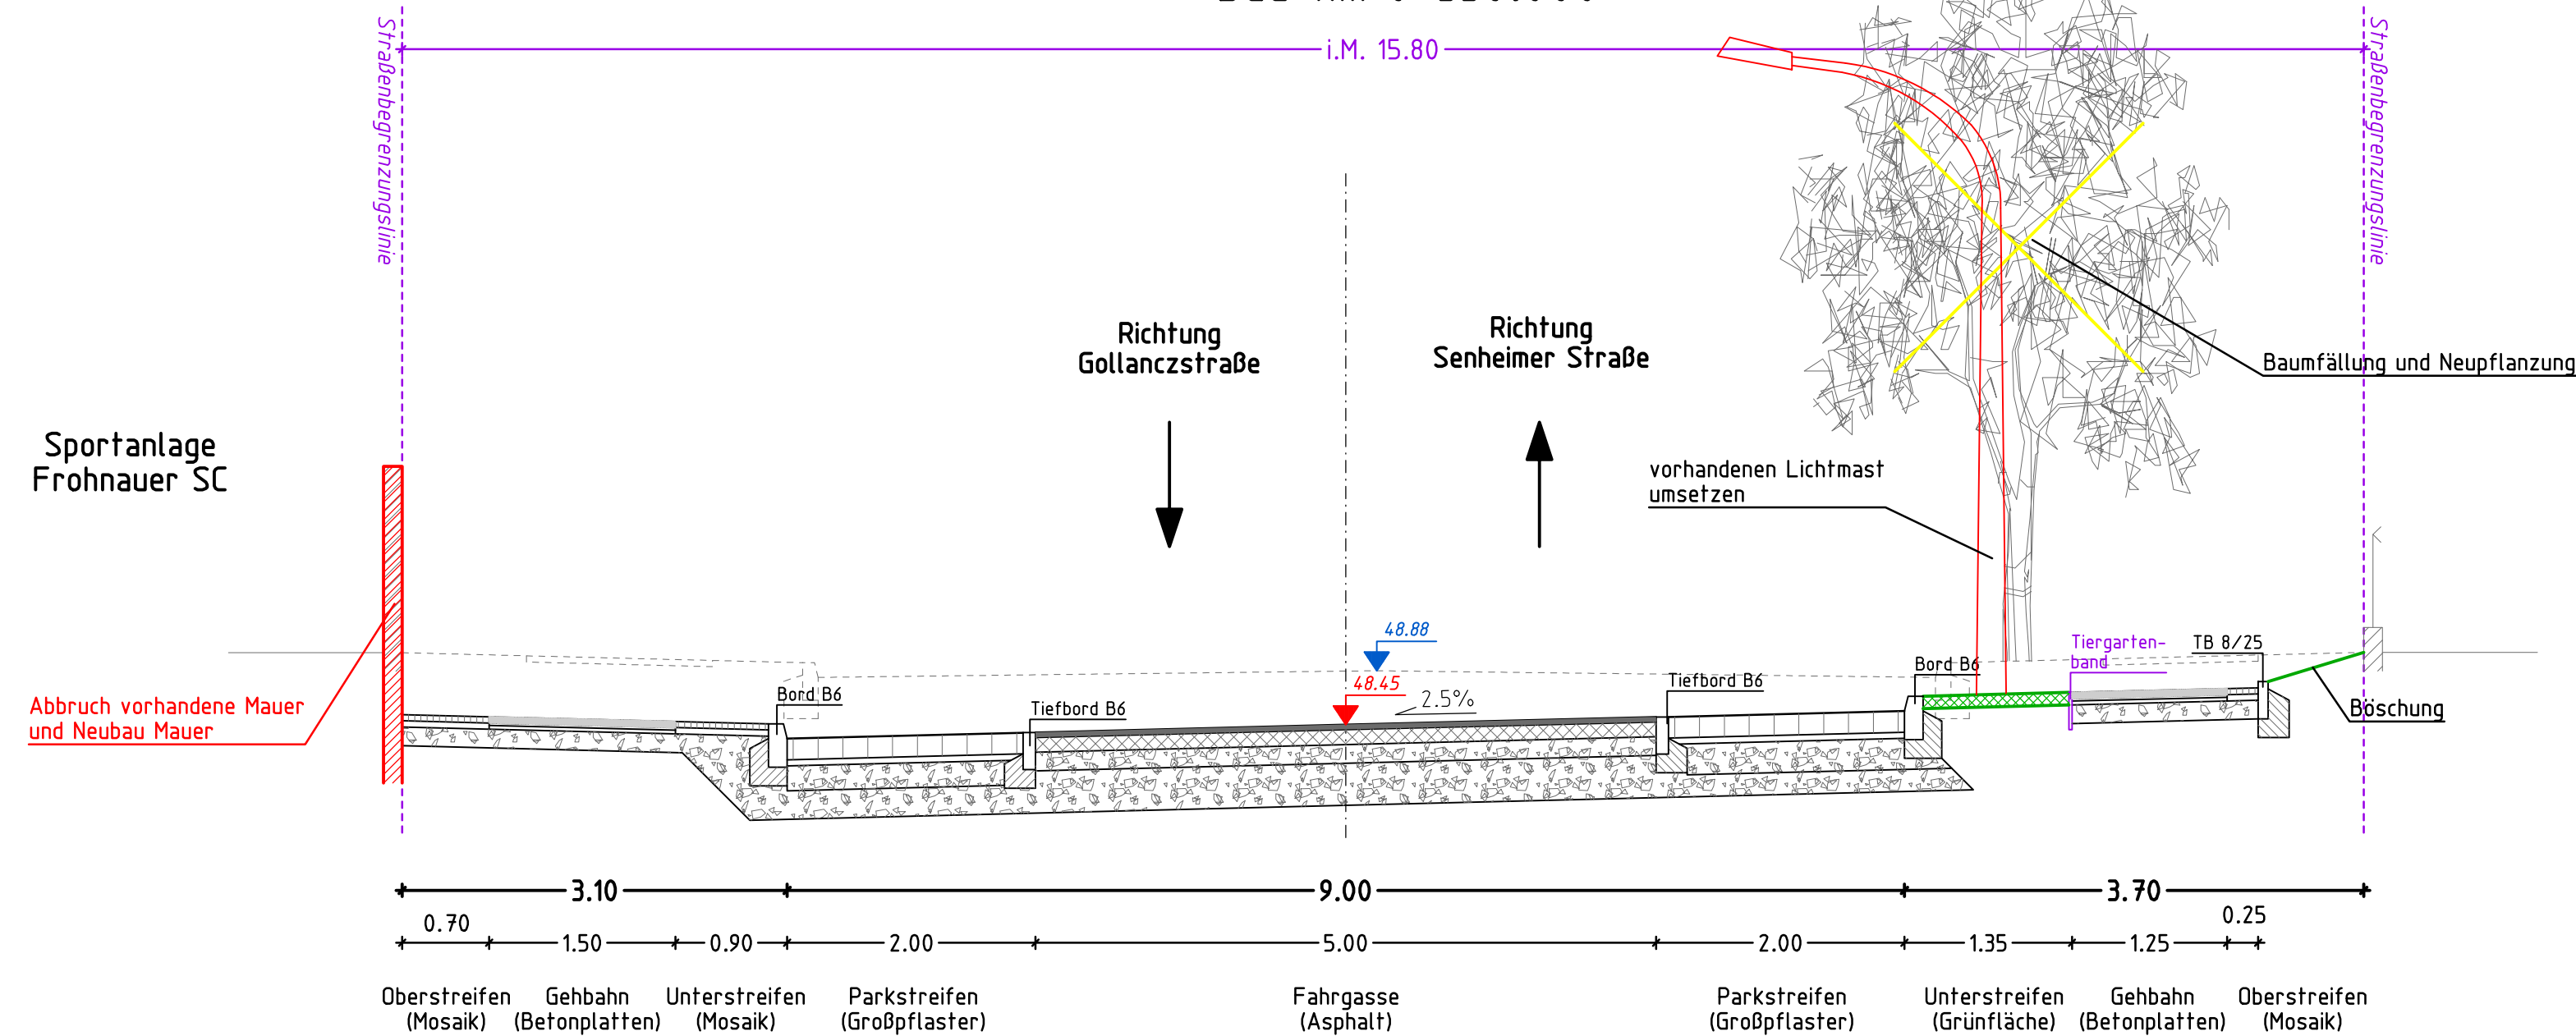 i.M. 15.80
Straßenbegrenzungslinie
Straßenbegrenzungslinie
Richtung
Gollanczstraße
Richtung
Senheimer Straße
Baumfällung und Neupflanzung
Sportanlage
Frohnauer SC
vorhandenen Lichtmast
umsetzen
48.88
48.45
2.5%
Tiergarten-
band
TB 8/25
Bord B6
Tiefbord B6
Tiefbord B6
Bord B6
Böschung
Abbruch vorhandene Mauer
und Neubau Mauer
3.10
9.00
3.70
0.70
1.50
0.90
2.00
5.00
2.00
1.35
1.25
0.25
Oberstreifen
(Mosaik)
Gehbahn
(Betonplatten)
Unterstreifen
(Mosaik)
Parkstreifen
(Großpflaster)
Fahrgasse
(Asphalt)
Parkstreifen
(Großpflaster)
Unterstreifen
(Grünfläche)
Gehbahn
(Betonplatten)
Oberstreifen
(Mosaik)